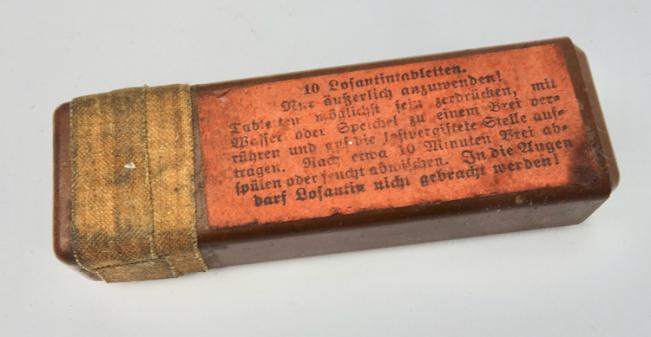 10 Losantintabletten.
Nur äußerlich anzuwenden!
Tabletten möglichst fein zerdrücken, mit
Wasser oder Speichel zu einem Brei ver-
rühren und auf die lostvergiftete Stelle auf-
tragen. Nach etwa 10 Minuten Brei ab-
spülen oder feucht abwischen. In die Augen
darf Losantin nicht gebracht werden!